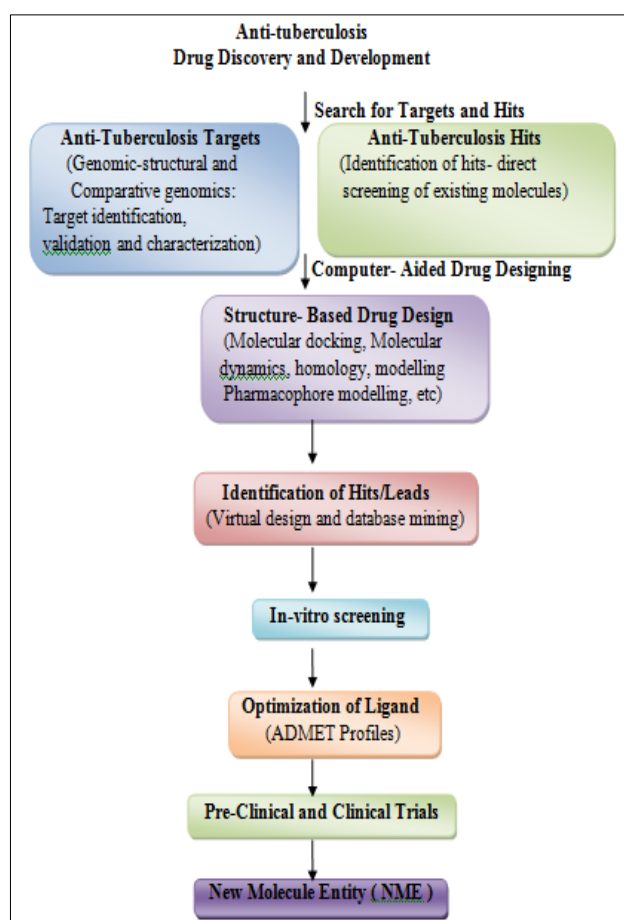 Anti-tuberculosis
Drug Discovery and Development
Search for Targets and Hits
Anti-Tuberculosis Targets
(Genomic-structural and
Comparative genomics:
Target identification,
validation and characterization)
Anti-Tuberculosis Hits
(Identification of hits- direct
screening of existing molecules)
Computer- Aided Drug Designing
Structure- Based Drug Design
(Molecular docking, Molecular
dynamics, homology, modelling
Pharmacophore modelling, etc)
Identification of Hits/Leads
(Virtual design and database mining)
In-vitro screening
Optimization of Ligand
(ADMET Profiles)
Pre-Clinical and Clinical Trials
New Molecule Entity ( NME )